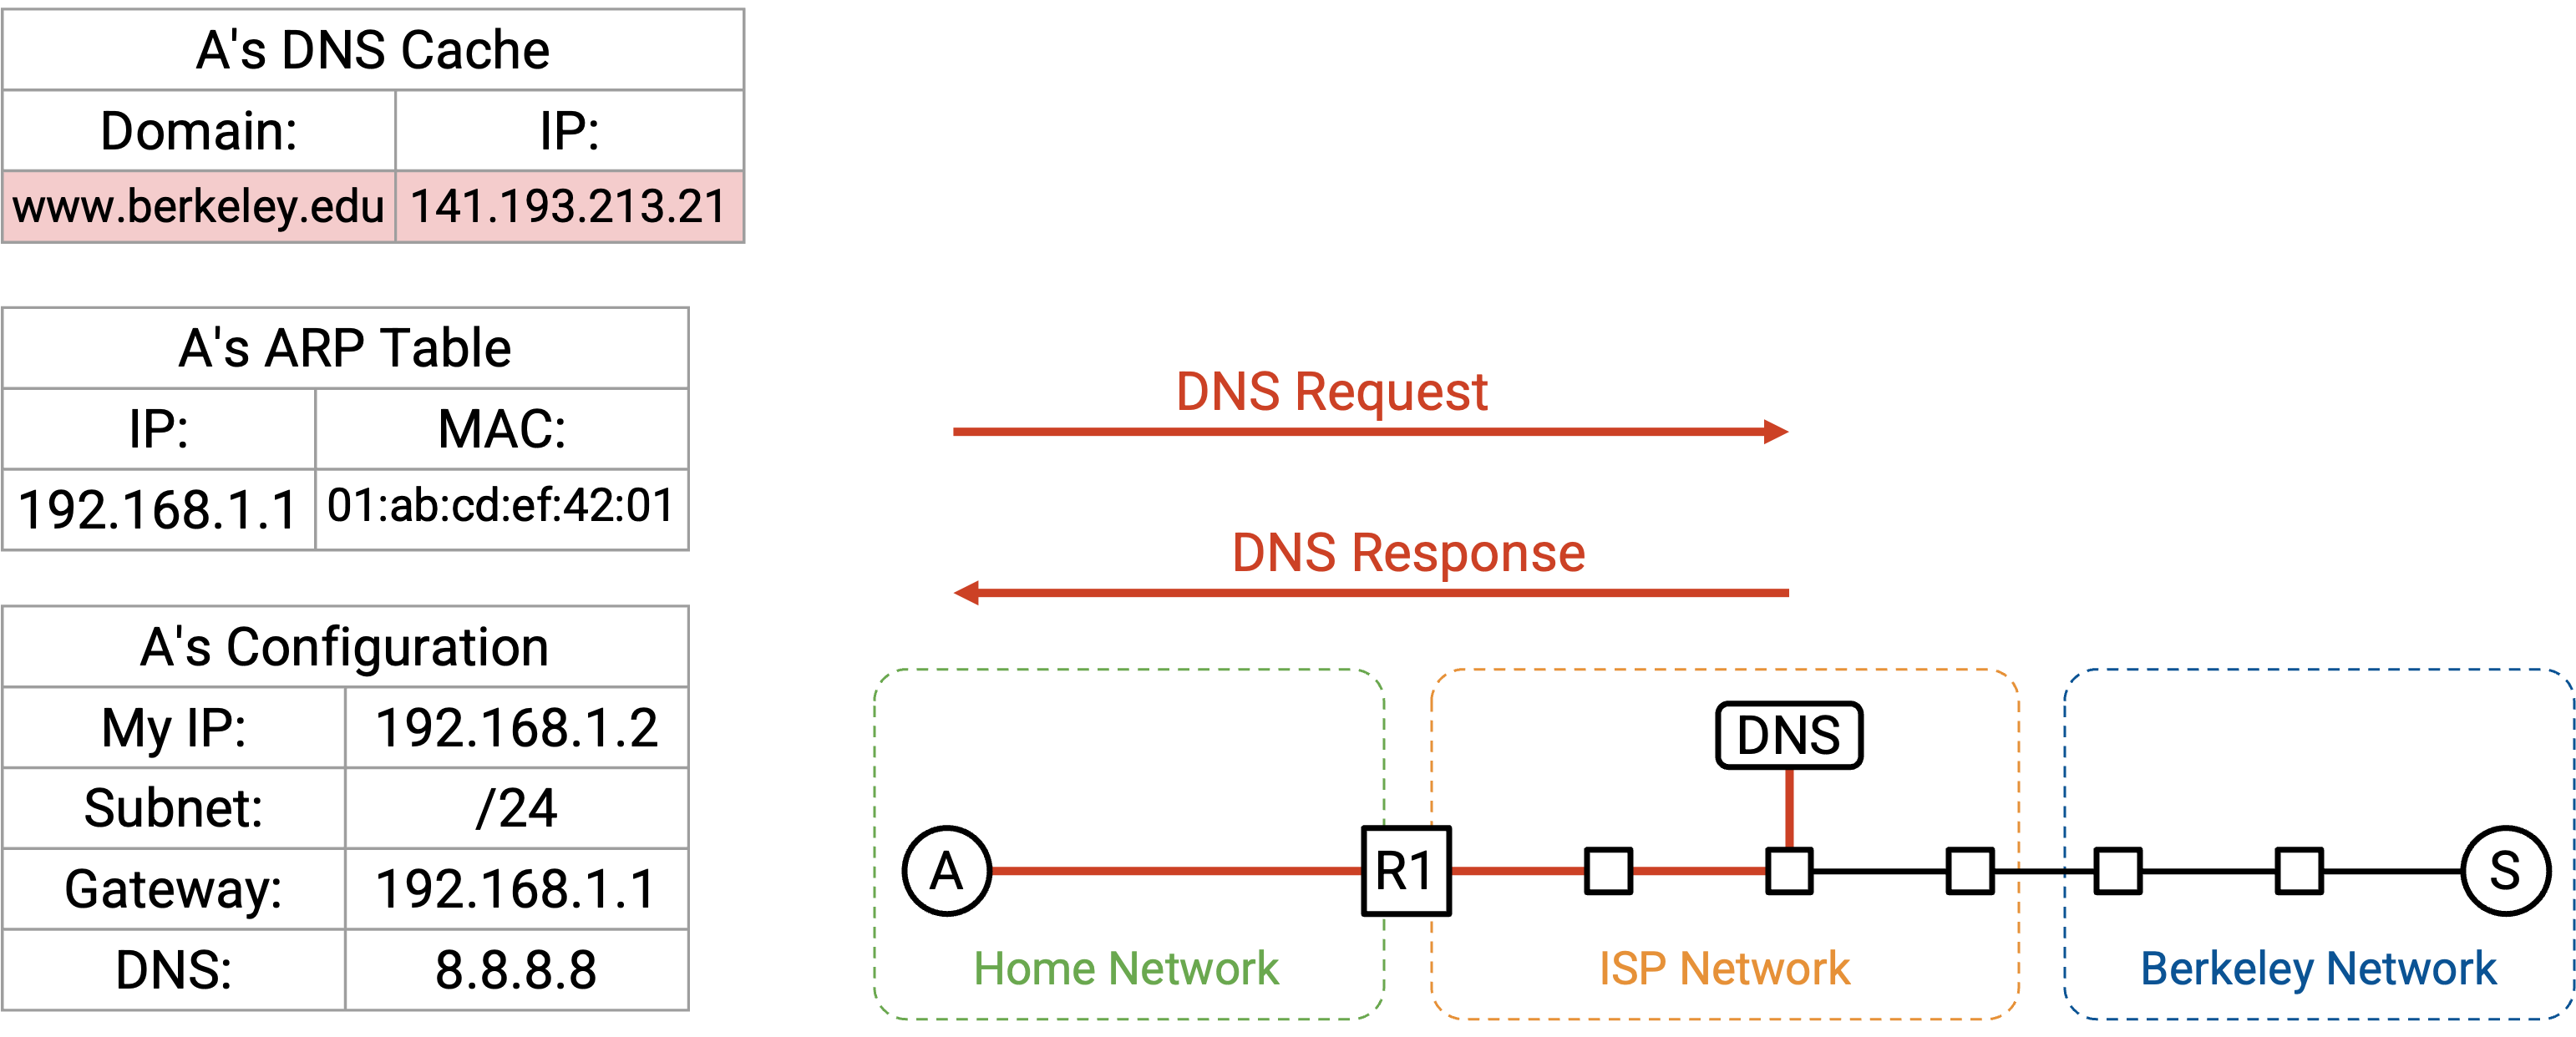 A's DNS Cache
Domain: IP:
www.berkeley.edu 141.193.213.21
A's ARP Table
IP: MAC:
192.168.1.1 01:ab:cd:ef:42:01
A's Configuration
My IP: 192.168.1.2
Subnet: /24
Gateway: 192.168.1.1
DNS: 8.8.8.8
DNS Request
DNS Response
DNS
A R1 S
Home Network ISP Network Berkeley Network